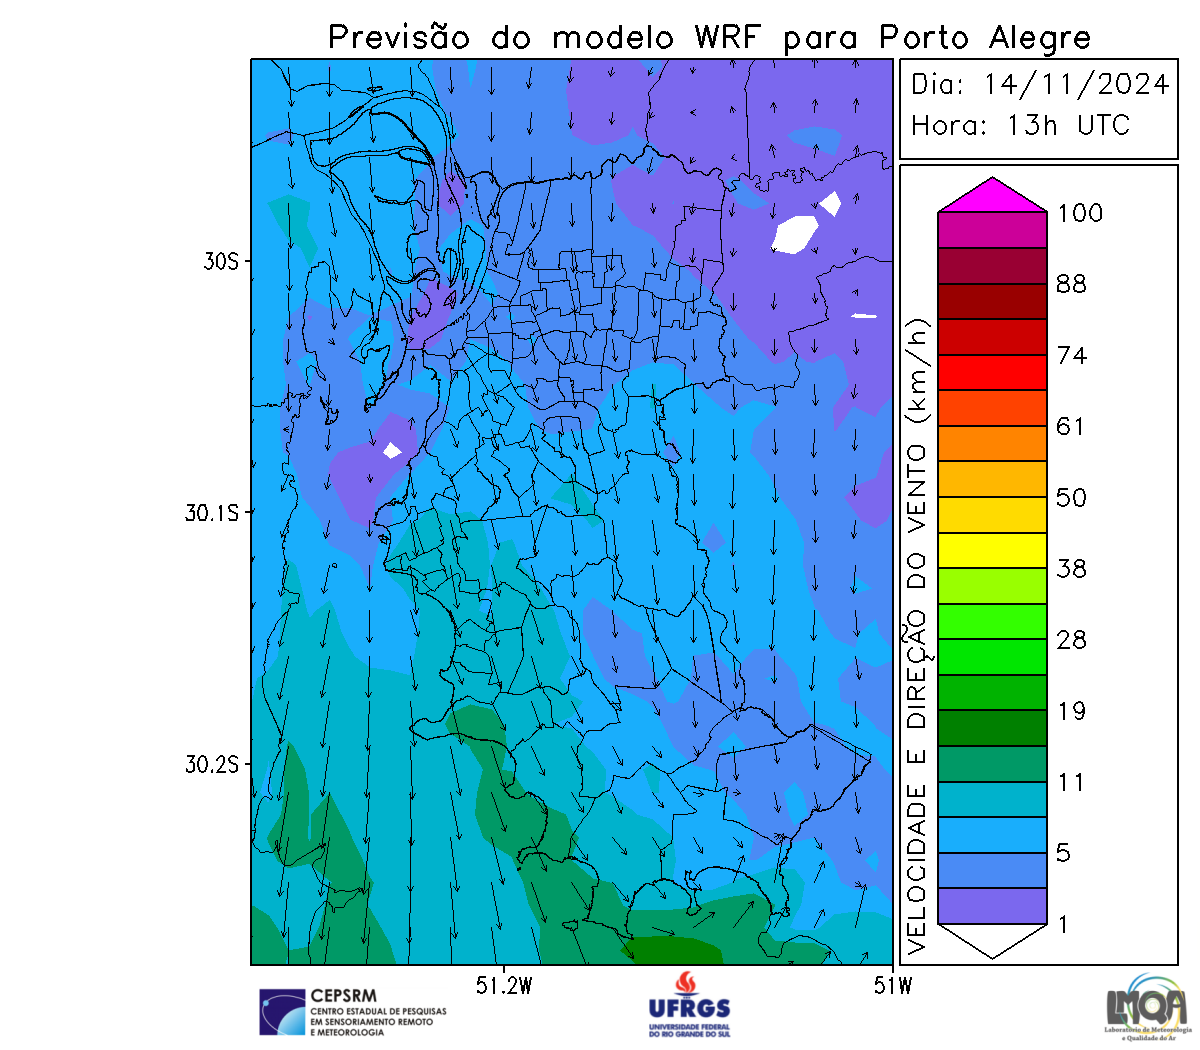 Previsão do modelo WRF para Porto Alegre
Dia: 14/11/2024
Hora: 13h UTC
30S
30.1S
30.2S
51.2W
51W
VELOCIDADE E DIREÇÃO DO VENTO (km/h)
100
88
74
61
50
38
28
19
11
5
1
CEPSRM
CENTRO ESTADUAL DE PESQUISAS
EM SENSORIAMENTO REMOTO
E METEOROLOGIA
UFRGS
UNIVERSIDADE FEDERAL
DO RIO GRANDE DO SUL
LMQA
Laboratório de Meteorologia
e Qualidade do Ar